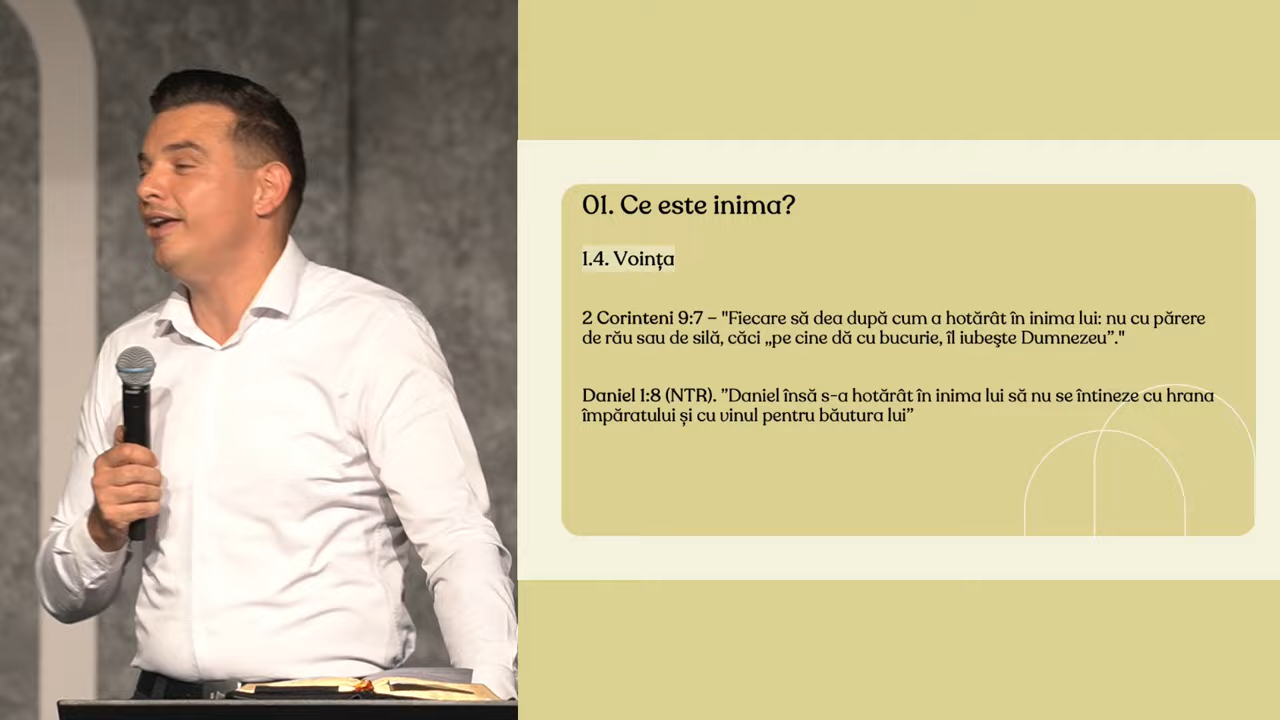 01. Ce este inima?
1.4. Voința
2 Corinteni 9:7 – "Fiecare să dea după cum a hotărât în inima lui: nu cu părere
de rău sau de silă, căci „pe cine dă cu bucurie, îl iubeşte Dumnezeu”."
Daniel 1:8 (NTR). ”Daniel însă s-a hotărât în inima lui să nu se întineze cu hrana
împăratului și cu vinul pentru băutura lui”